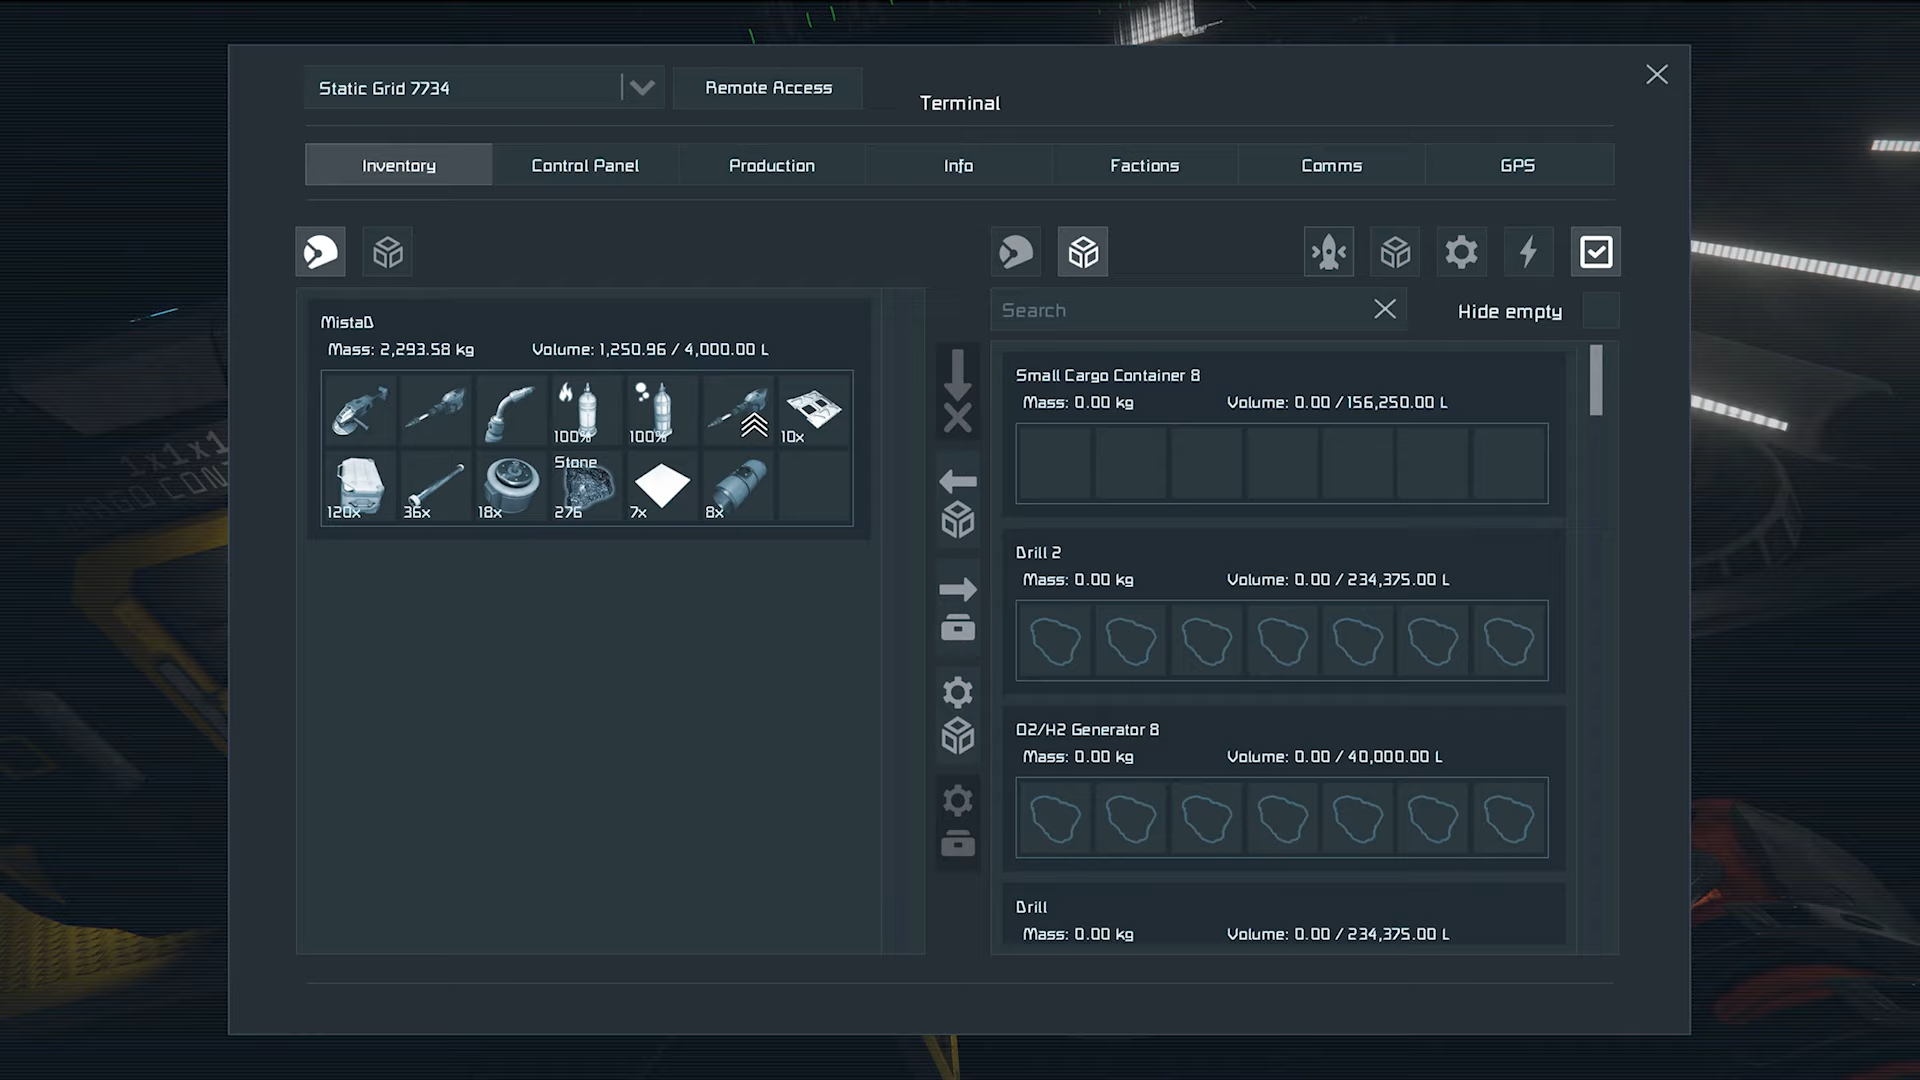 Static Grid 7734
Remote Access
Terminal
Inventory
Control Panel
Production
Info
Factions
Comms
GPS
MistaD
Mass: 2,293.58 kg
Volume: 1,250.96 / 4,000.00 L
100%
100%
10x
Stone
120x
36x
18x
276
7x
8x
Search
Hide empty
Small Cargo Container 8
Mass: 0.00 kg
Volume: 0.00 / 156,250.00 L
Drill 2
Mass: 0.00 kg
Volume: 0.00 / 234,375.00 L
O2/H2 Generator 8
Mass: 0.00 kg
Volume: 0.00 / 40,000.00 L
Drill
Mass: 0.00 kg
Volume: 0.00 / 234,375.00 L
1x1x1